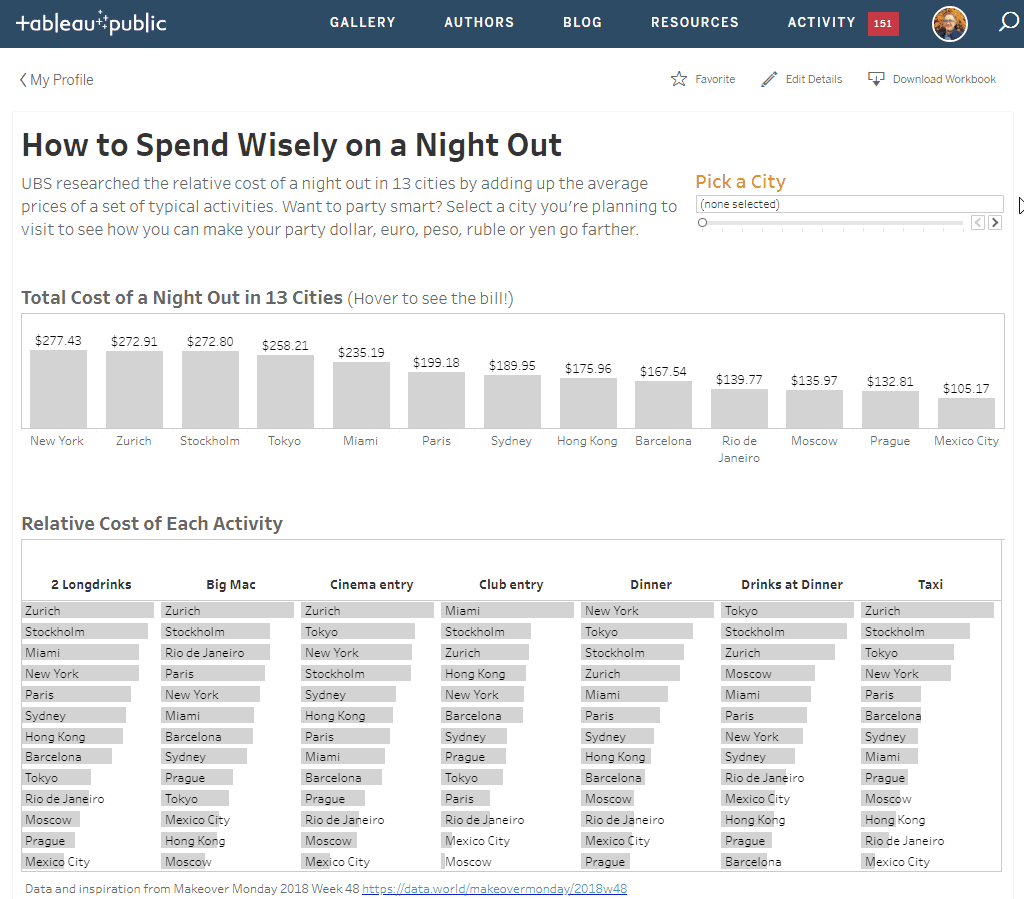 tableau public GALLERY AUTHORS BLOG RESOURCES ACTIVITY 151
My Profile Favorite Edit Details Download Workbook
How to Spend Wisely on a Night Out
UBS researched the relative cost of a night out in 13 cities by adding up the average
prices of a set of typical activities. Want to party smart? Select a city you're planning to
visit to see how you can make your party dollar, euro, peso, ruble or yen go farther.
Pick a City
(none selected)
Total Cost of a Night Out in 13 Cities (Hover to see the bill!)
$277.43 $272.91 $272.80 $258.21 $235.19 $199.18 $189.95 $175.96 $167.54 $139.77 $135.97 $132.81 $105.17
New York Zurich Stockholm Tokyo Miami Paris Sydney Hong Kong Barcelona Rio de Moscow Prague Mexico City
Janeiro
Relative Cost of Each Activity
2 Longdrinks Big Mac Cinema entry Club entry Dinner Drinks at Dinner Taxi
Zurich Zurich Zurich Miami New York Tokyo Zurich
Stockholm Stockholm Tokyo Stockholm Tokyo Stockholm Stockholm
Miami Rio de Janeiro New York Zurich Stockholm Zurich Tokyo
New York Paris Stockholm Hong Kong Zurich Moscow New York
Paris New York Sydney New York Miami Miami Paris
Sydney Miami Hong Kong Barcelona Paris Paris Barcelona
Hong Kong Barcelona Paris Sydney Sydney New York Sydney
Barcelona Sydney Miami Prague Hong Kong Sydney Miami
Tokyo Prague Barcelona Tokyo Barcelona Rio de Janeiro Prague
Rio de Janeiro Tokyo Prague Paris Moscow Mexico City Moscow
Moscow Mexico City Rio de Janeiro Rio de Janeiro Rio de Janeiro Hong Kong Hong Kong
Prague Hong Kong Moscow Mexico City Mexico City Prague Rio de Janeiro
Mexico City Moscow Mexico City Moscow Prague Barcelona Mexico City
Data and inspiration from Makeover Monday 2018 Week 48 https://data.world/makeovermonday/2018w48